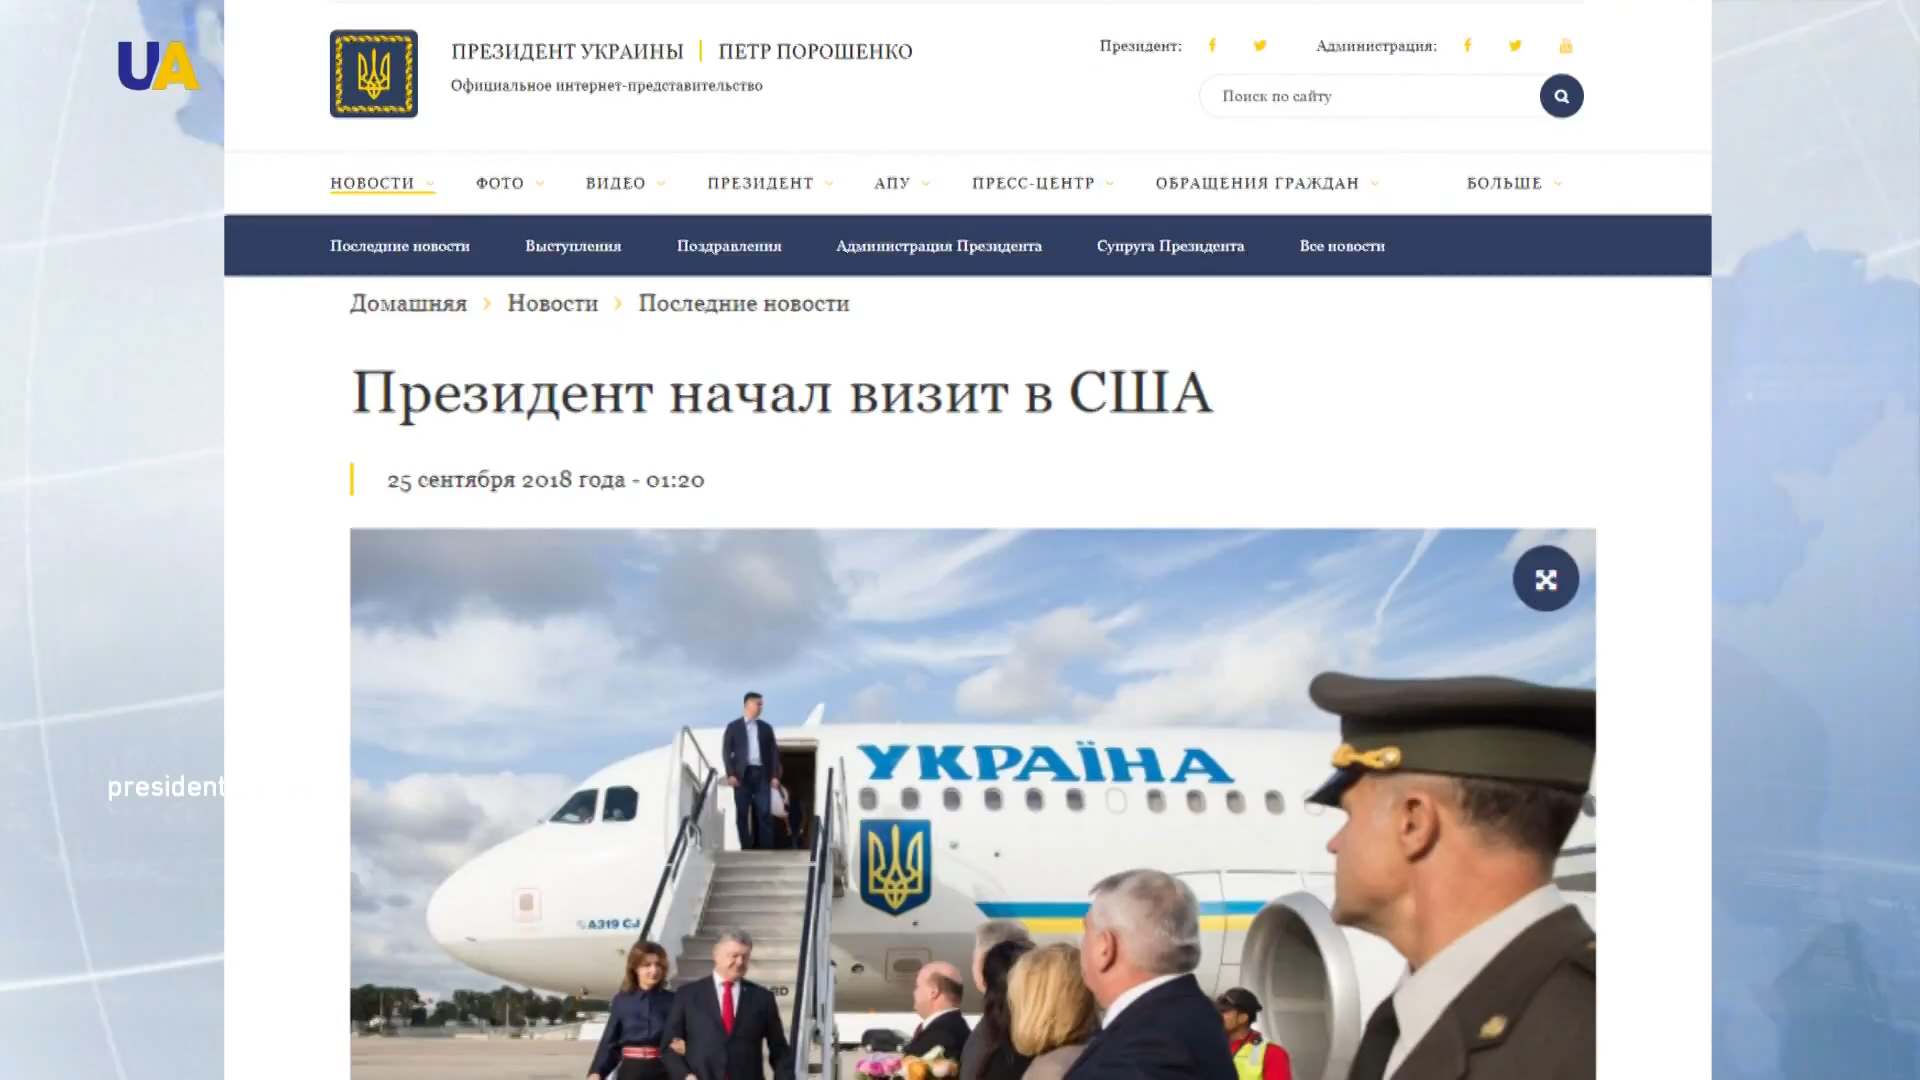 UA
ПРЕЗИДЕНТ УКРАИНЫ | ПЕТР ПОРОШЕНКО
Официальное интернет-представительство
Президент:
Администрация:
Поиск по сайту
НОВОСТИ ФОТО ВИДЕО ПРЕЗИДЕНТ АПУ ПРЕСС-ЦЕНТР ОБРАЩЕНИЯ ГРАЖДАН БОЛЬШЕ
Последние новости Выступления Поздравления Администрация Президента Супруга Президента Все новости
Домашняя > Новости > Последние новости
Президент начал визит в США
25 сентября 2018 года - 01:20
УКРАЇНА
president
A319 CJ